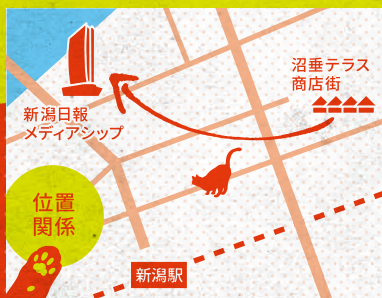 沼垂テラス
商店街
新潟日報
メディアシップ
位置
関係
新潟駅